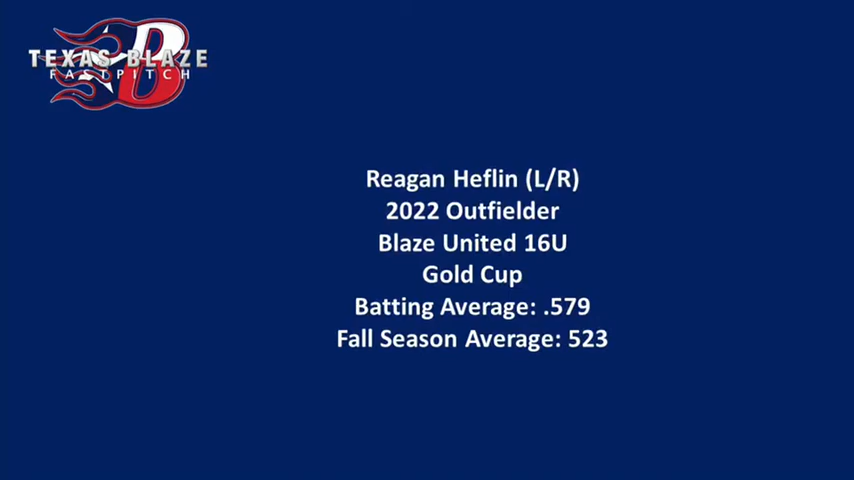 TEXAS BLAZE
FASTPITCH
Reagan Heflin (L/R)
2022 Outfielder
Blaze United 16U
Gold Cup
Batting Average: .579
Fall Season Average: 523